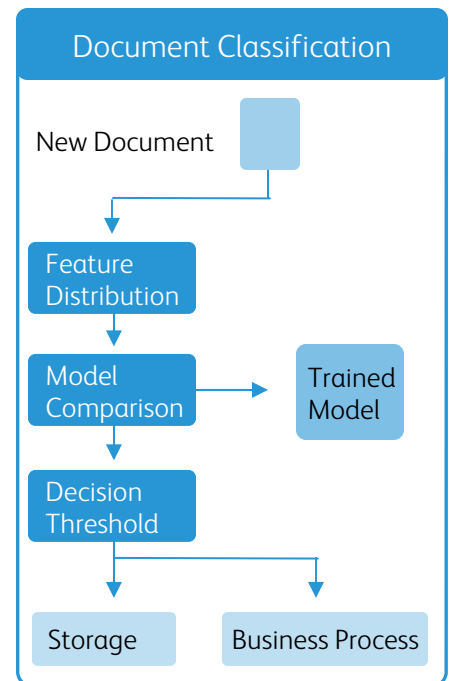 Document Classification
New Document
Feature
Distribution
Model
Comparison
Trained
Model
Decision
Threshold
Storage
Business Process